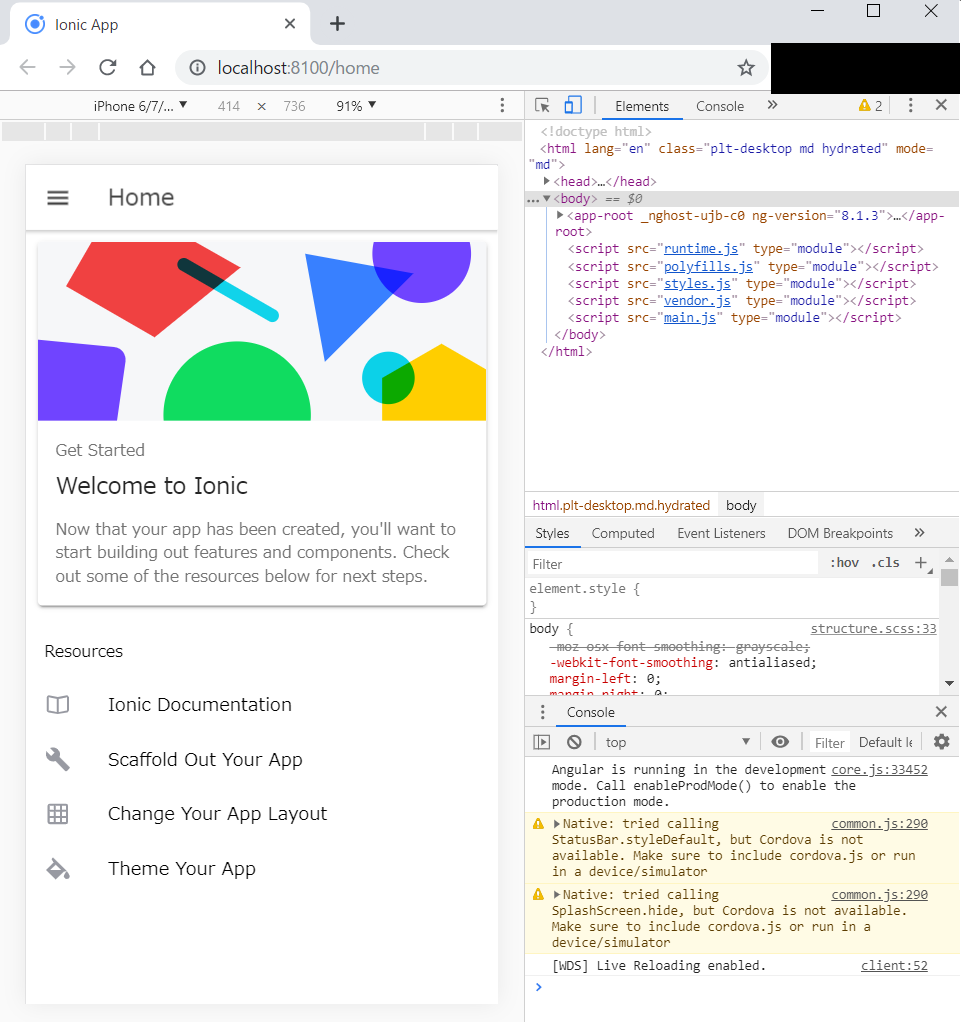 Ionic App
localhost:8100/home
iPhone 6/7/... ▼ 414 × 736 91% ▼
Home
Get Started
Welcome to Ionic
Now that your app has been created, you'll want to
start building out features and components. Check
out some of the resources below for next steps.
Resources
Ionic Documentation
Scaffold Out Your App
Change Your App Layout
Theme Your App
Elements Console » 2
<!doctype html>
<html lang="en" class="plt-desktop md hydrated" mode=
"md">
▶<head>…</head>
…▼<body> == $0
▶<app-root _nghost-ujb-c0 ng-version="8.1.3">…</app-
root>
<script src="runtime.js" type="module"></script>
<script src="polyfills.js" type="module"></script>
<script src="styles.js" type="module"></script>
<script src="vendor.js" type="module"></script>
<script src="main.js" type="module"></script>
</body>
</html>
html.plt-desktop.md.hydrated body
Styles Computed Event Listeners DOM Breakpoints »
Filter :hov .cls +
element.style {
}
body { structure.scss:33
-moz-osx-font-smoothing: grayscale;
-webkit-font-smoothing: antialiased;
margin-left: 0;
margin-right: 0;
Console
top ▼ Filter Default le
Angular is running in the development core.js:33452
mode. Call enableProdMode() to enable the
production mode.
▶Native: tried calling common.js:290
StatusBar.styleDefault, but Cordova is not
available. Make sure to include cordova.js or run
in a device/simulator
▶Native: tried calling common.js:290
SplashScreen.hide, but Cordova is not available.
Make sure to include cordova.js or run in a
device/simulator
[WDS] Live Reloading enabled. client:52